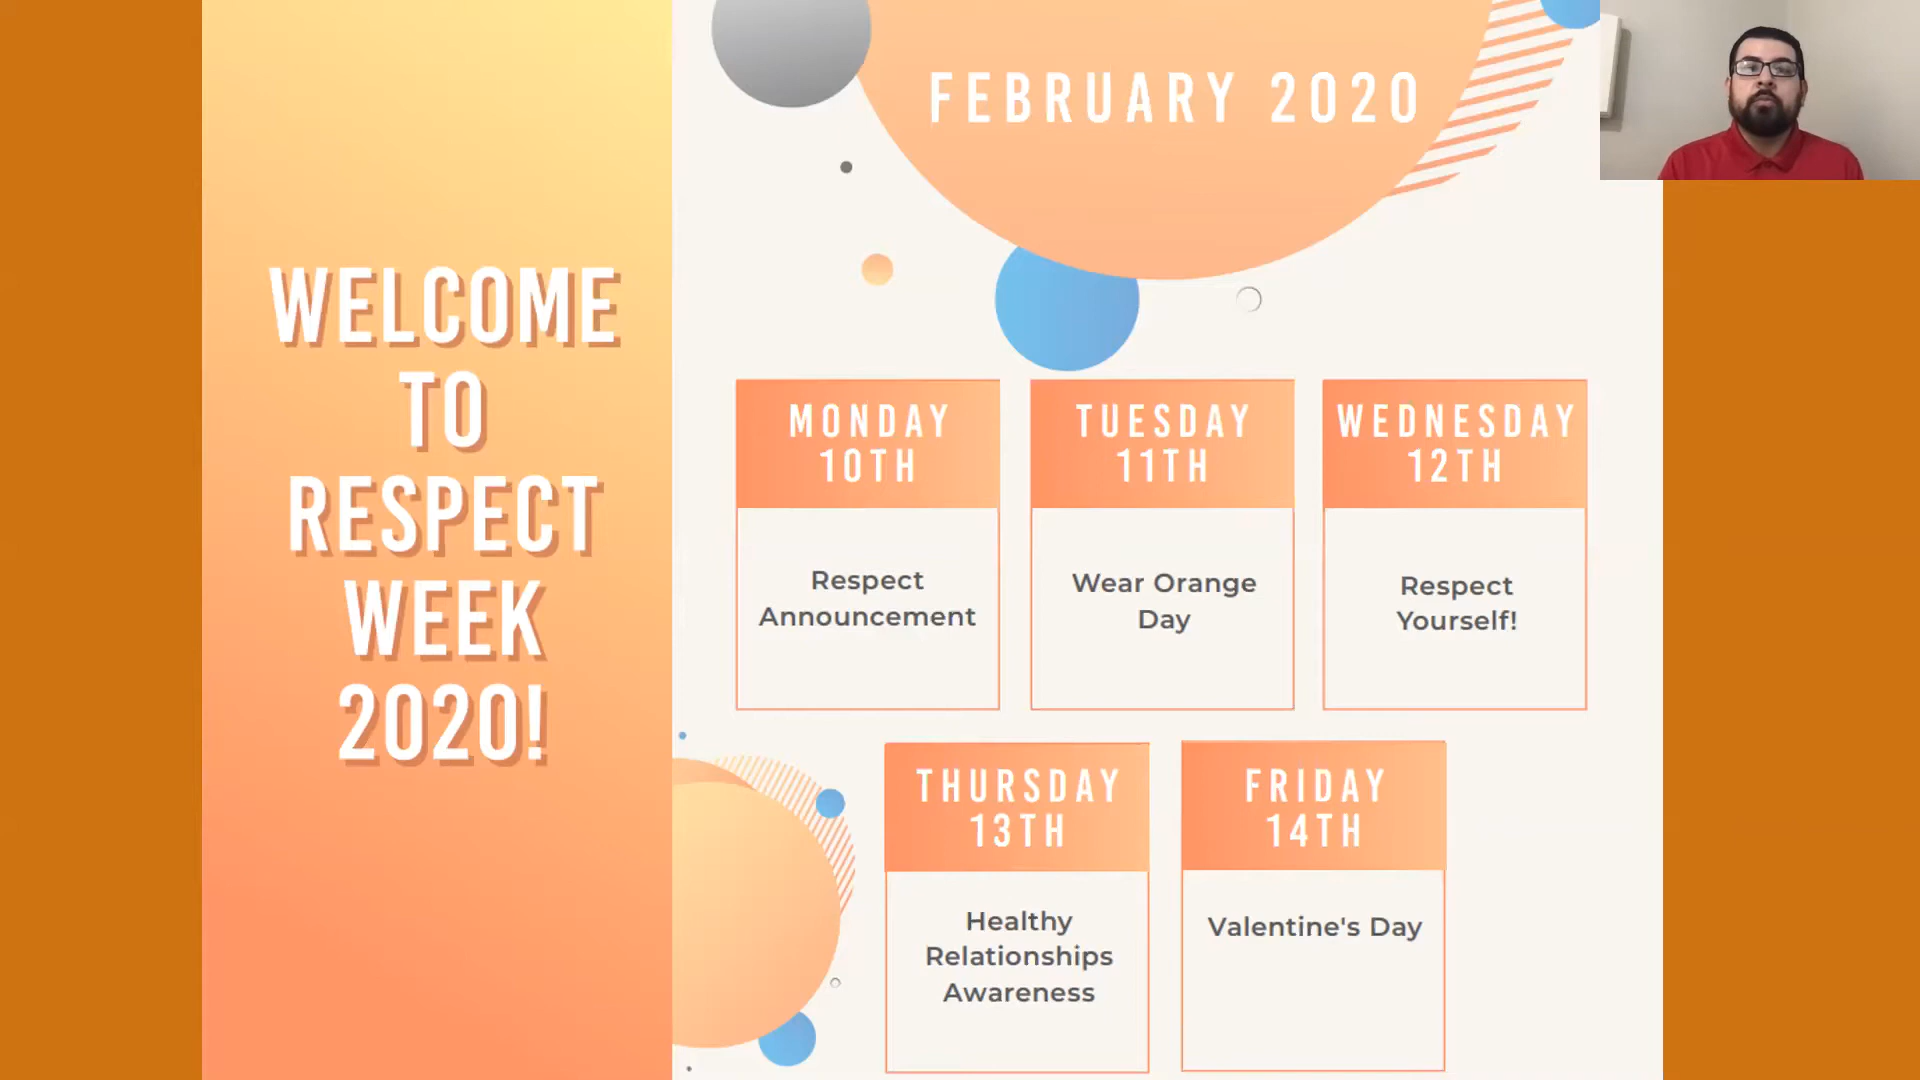 WELCOME
TO
RESPECT
WEEK
2020!
FEBRUARY 2020
MONDAY
10TH
Respect
Announcement
TUESDAY
11TH
Wear Orange
Day
WEDNESDAY
12TH
Respect
Yourself!
THURSDAY
13TH
Healthy
Relationships
Awareness
FRIDAY
14TH
Valentine's Day